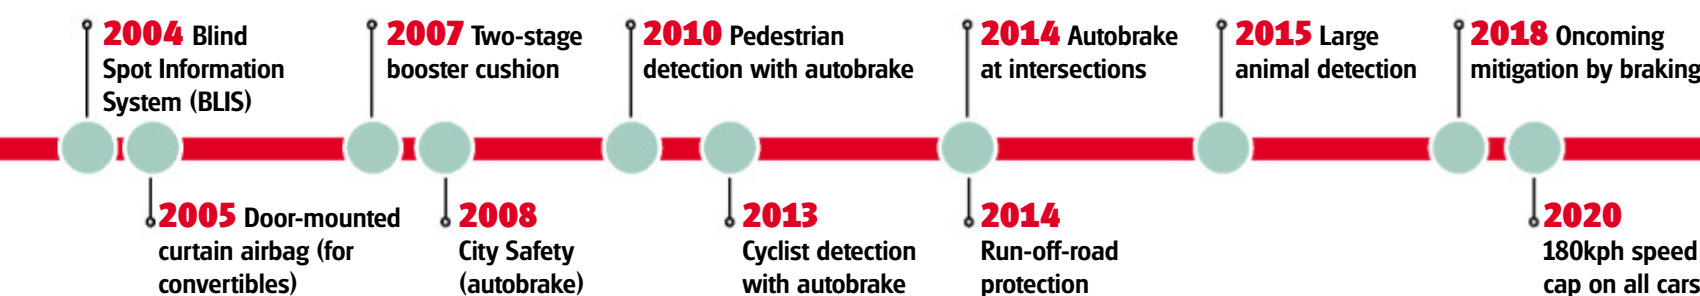 2004 Blind
Spot Information
System (BLIS)
2007 Two-stage
booster cushion
2010 Pedestrian
detection with autobrake
2014 Autobrake
at intersections
2015 Large
animal detection
2018 Oncoming
mitigation by braking
2005 Door-mounted
curtain airbag (for
convertibles)
2008
City Safety
(autobrake)
2013
Cyclist detection
with autobrake
2014
Run-off-road
protection
2020
180kph speed
cap on all cars